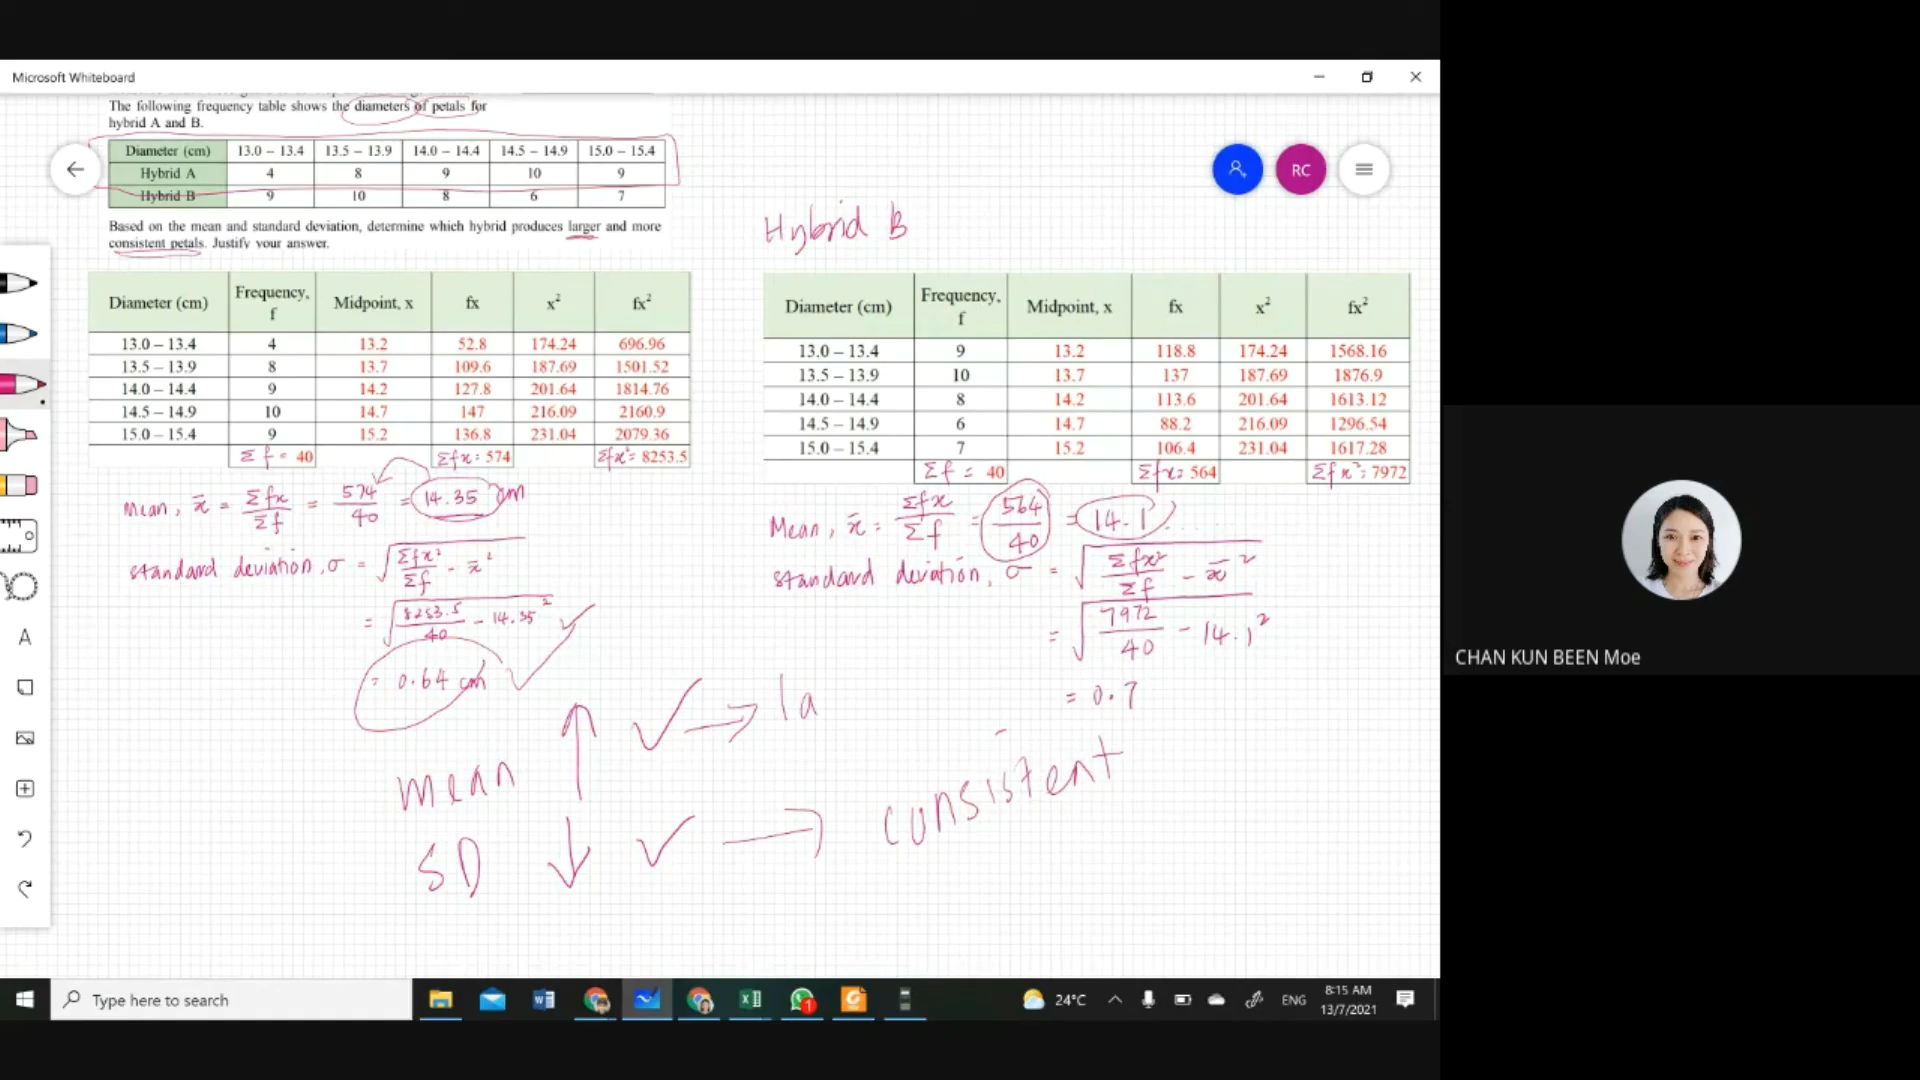 Microsoft Whiteboard
The following frequency table shows the diameters of petals for
hybrid A and B.
Diameter (cm) 13.0 – 13.4 13.5 – 13.9 14.0 – 14.4 14.5 – 14.9 15.0 – 15.4
Hybrid A 4 8 9 10 9
Hybrid B 9 10 8 6 7
Based on the mean and standard deviation, determine which hybrid produces larger and more
consistent petals. Justify your answer.
RC
Hybrid B
Diameter (cm) Frequency, f Midpoint, x fx x² fx²
13.0 – 13.4 4 13.2 52.8 174.24 696.96
13.5 – 13.9 8 13.7 109.6 187.69 1501.52
14.0 – 14.4 9 14.2 127.8 201.64 1814.76
14.5 – 14.9 10 14.7 147 216.09 2160.9
15.0 – 15.4 9 15.2 136.8 231.04 2079.36
Σf = 40 Σfx = 574 Σfx² = 8253.5
Mean, x̄ = Σfx/Σf = 574/40 = 14.35 cm
standard deviation, σ = √(Σfx²/Σf - x̄²)
= √(8253.5/40 - 14.35²)
= 0.64 cm
Diameter (cm) Frequency, f Midpoint, x fx x² fx²
13.0 – 13.4 9 13.2 118.8 174.24 1568.16
13.5 – 13.9 10 13.7 137 187.69 1876.9
14.0 – 14.4 8 14.2 113.6 201.64 1613.12
14.5 – 14.9 6 14.7 88.2 216.09 1296.54
15.0 – 15.4 7 15.2 106.4 231.04 1617.28
Σf = 40 Σfx = 564 Σfx² = 7972
Mean, x̄ = Σfx/Σf = 564/40 = 14.1
standard deviation, σ = √(Σfx²/Σf - x̄²)
= √(7972/40 - 14.1²)
= 0.7
mean ↑ ✓ → la
SD ↓ ✓ → consistent
A
CHAN KUN BEEN Moe
Type here to search
1
24°C
ENG
8:15 AM
13/7/2021